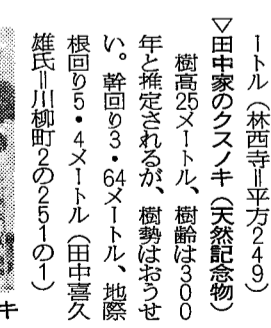 ートル（林西寺＝平方249）
▽田中家のクスノキ（天然記念物）
樹高25メートル、樹齢は300
年と推定されるが、樹勢はおうせ
い。幹回り3・64メートル、地際
根回り5・4メートル（田中喜久
雄氏＝川柳町2の251の1）
キ